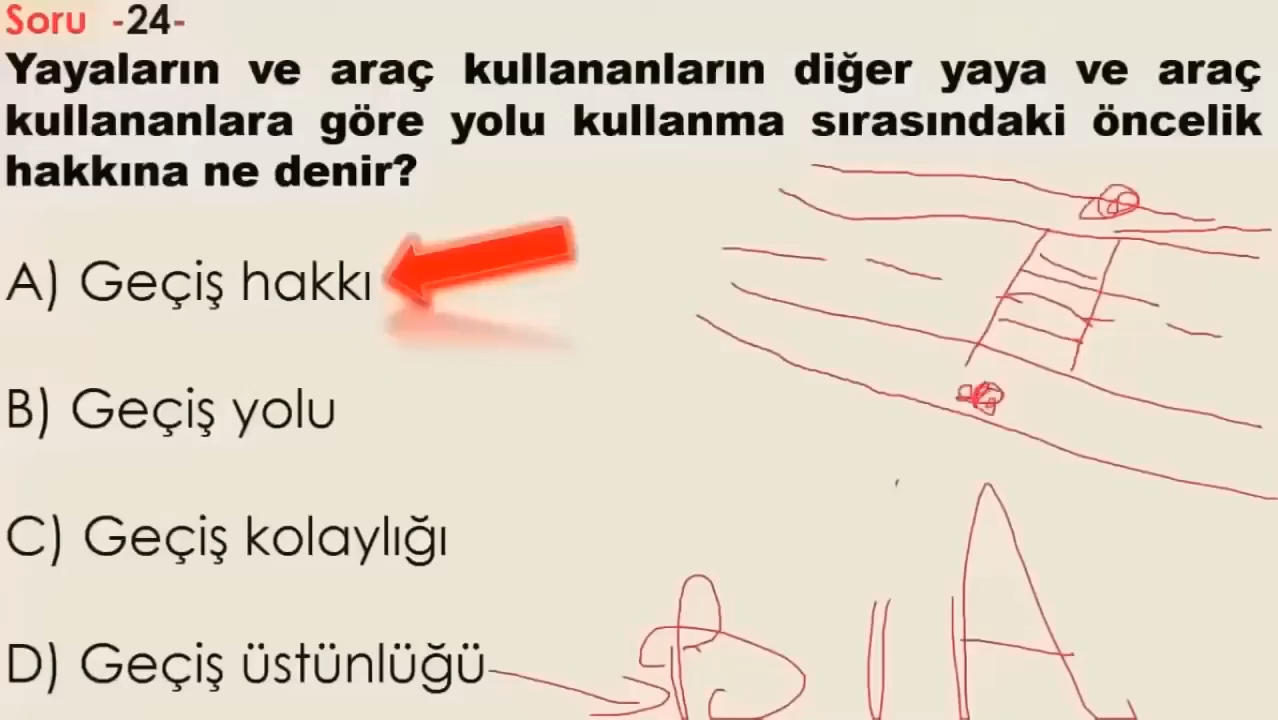 Soru -24-
Yayaların ve araç kullananların diğer yaya ve araç
kullananlara göre yolu kullanma sırasındaki öncelik
hakkına ne denir?
A) Geçiş hakkı
B) Geçiş yolu
C) Geçiş kolaylığı
D) Geçiş üstünlüğü
A